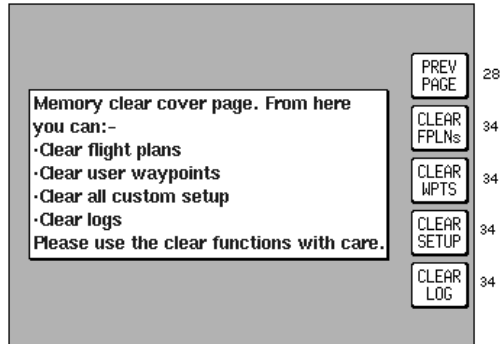 Memory clear cover page. From here
you can:-
·Clear flight plans
·Clear user waypoints
·Clear all custom setup
·Clear logs
Please use the clear functions with care.
PREV
PAGE
28
CLEAR
FPLNs
34
CLEAR
WPTS
34
CLEAR
SETUP
34
CLEAR
LOG
34